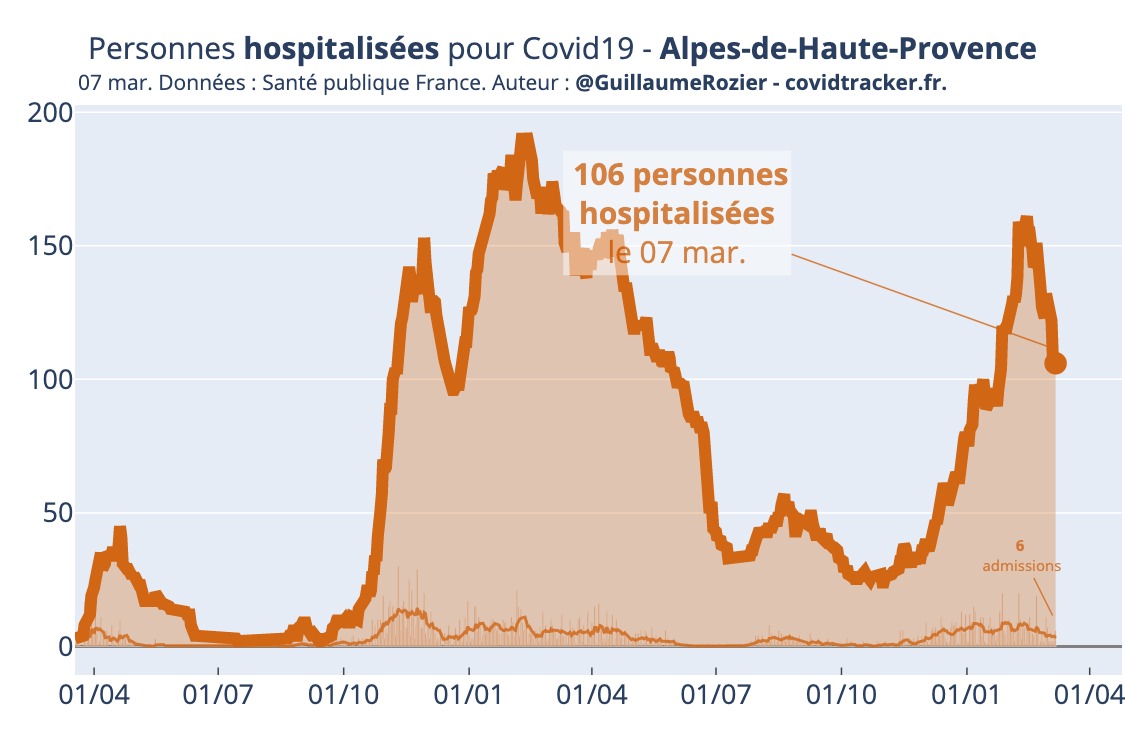 Personnes hospitalisées pour Covid19 - Alpes-de-Haute-Provence
07 mar. Données : Santé publique France. Auteur : @GuillaumeRozier - covidtracker.fr.
200
106 personnes
hospitalisées
le 07 mar.
150
100
50
6
admissions
0
01/04 01/07 01/10 01/01 01/04 01/07 01/10 01/01 01/04